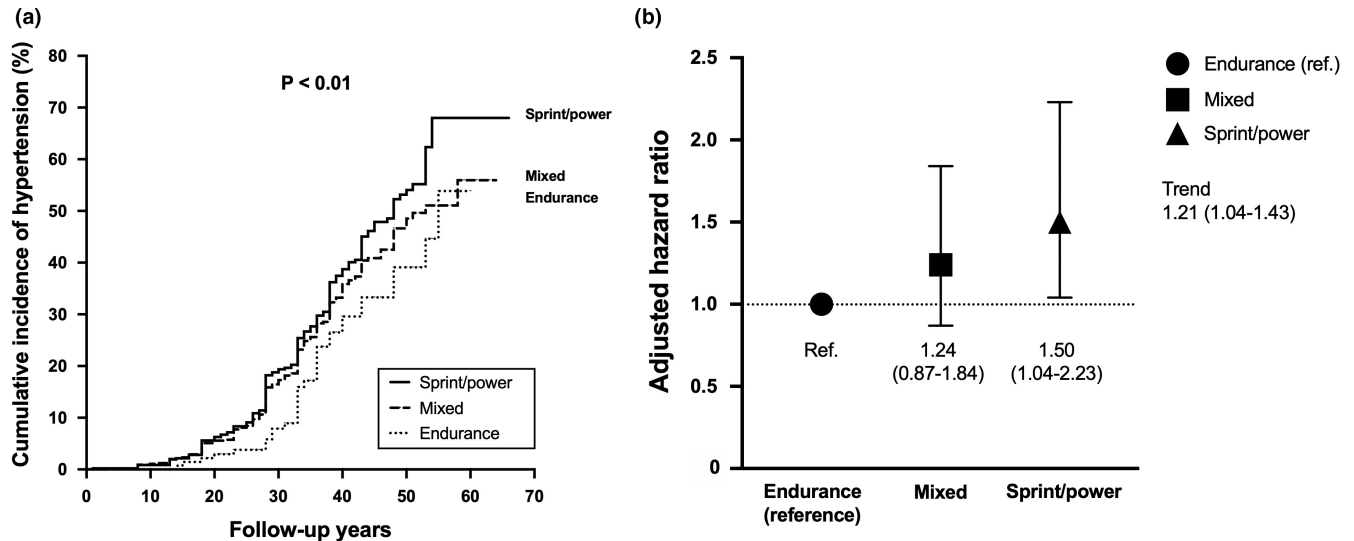 (a)
Cumulative incidence of hypertension (%)
80
70
60
50
40
30
20
10
0
P < 0.01
Sprint/power
Mixed
Endurance
Sprint/power
Mixed
Endurance
0 10 20 30 40 50 60 70
Follow-up years
(b)
Adjusted hazard ratio
2.5
2.0
1.5
1.0
0.5
0
Ref.
1.24
(0.87-1.84)
1.50
(1.04-2.23)
Endurance
(reference)
Mixed
Sprint/power
Endurance (ref.)
Mixed
Sprint/power
Trend
1.21 (1.04-1.43)